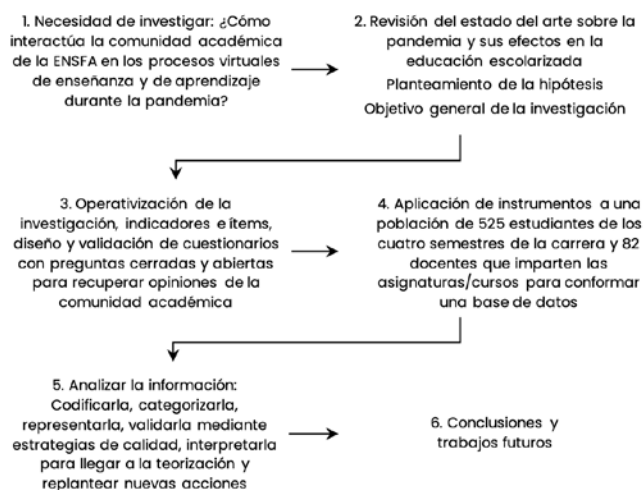 1. Necesidad de investigar: ¿Cómo
interactúa la comunidad académica
de la ENSFA en los procesos virtuales
de enseñanza y de aprendizaje
durante la pandemia?
2. Revisión del estado del arte sobre la
pandemia y sus efectos en la
educación escolarizada
Planteamiento de la hipótesis
Objetivo general de la investigación
3. Operativización de la
investigación, indicadores e ítems,
diseño y validación de cuestionarios
con preguntas cerradas y abiertas
para recuperar opiniones de la
comunidad académica
4. Aplicación de instrumentos a una
población de 525 estudiantes de los
cuatro semestres de la carrera y 82
docentes que imparten las
asignaturas/cursos para conformar
una base de datos
5. Analizar la información:
Codificarla, categorizarla,
representarla, validarla mediante
estrategias de calidad, interpretarla
para llegar a la teorización y
replantear nuevas acciones
6. Conclusiones y
trabajos futuros